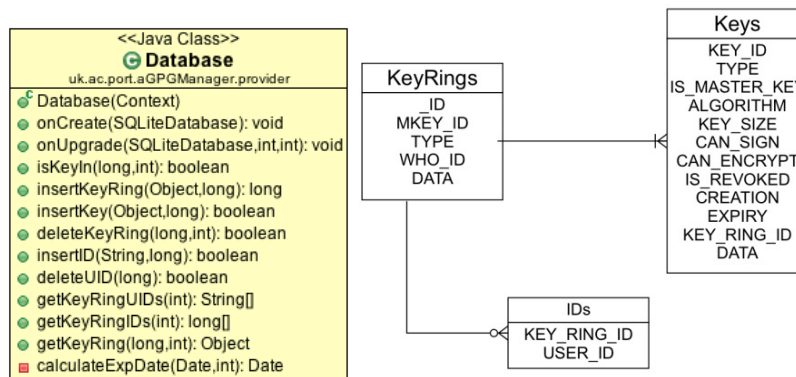 <<Java Class>>
Database
uk.ac.port.aGPGManager.provider
Database(Context)
onCreate(SQLiteDatabase): void
onUpgrade(SQLiteDatabase,int,int): void
isKeyIn(long,int): boolean
insertKeyRing(Object,long): long
insertKey(Object,long): boolean
deleteKeyRing(long,int): boolean
insertID(String,long): boolean
deleteUID(long): boolean
getKeyRingUIDs(int): String[]
getKeyRingIDs(int): long[]
getKeyRing(long,int): Object
calculateExpDate(Date,int): Date
KeyRings
_ID
MKEY_ID
TYPE
WHO_ID
DATA
Keys
KEY_ID
TYPE
IS_MASTER_KEY
ALGORITHM
KEY_SIZE
CAN_SIGN
CAN_ENCRYPT
IS_REVOKED
CREATION
EXPIRY
KEY_RING_ID
DATA
IDs
KEY_RING_ID
USER_ID